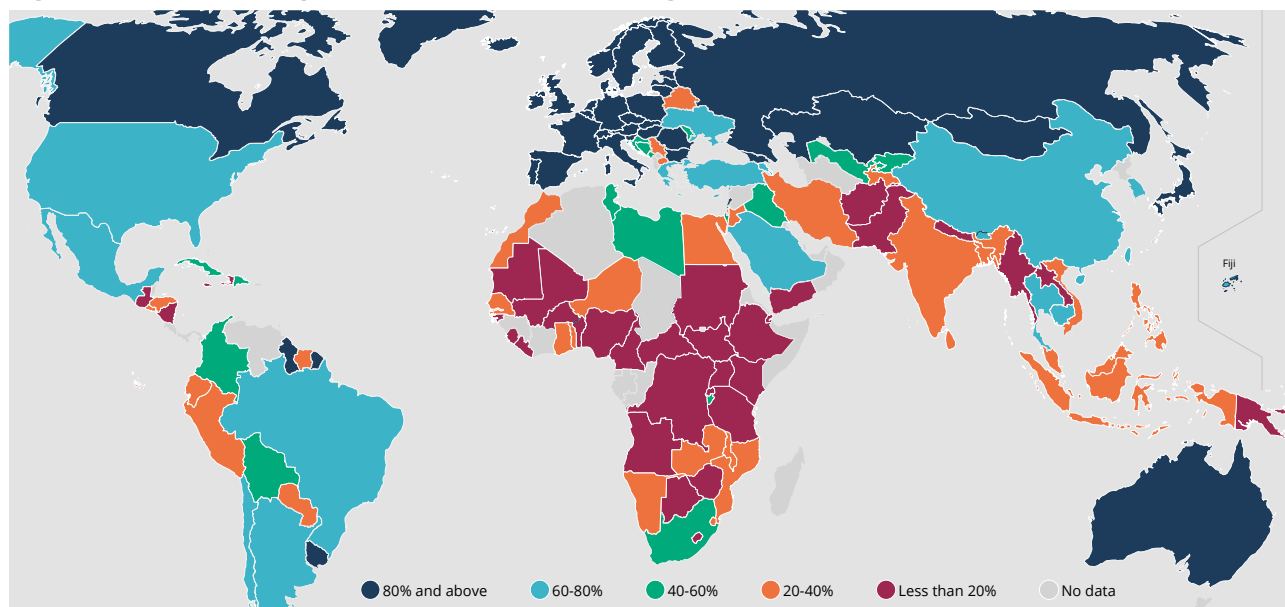 Fiji
80% and above
60-80%
40-60%
20-40%
Less than 20%
No data